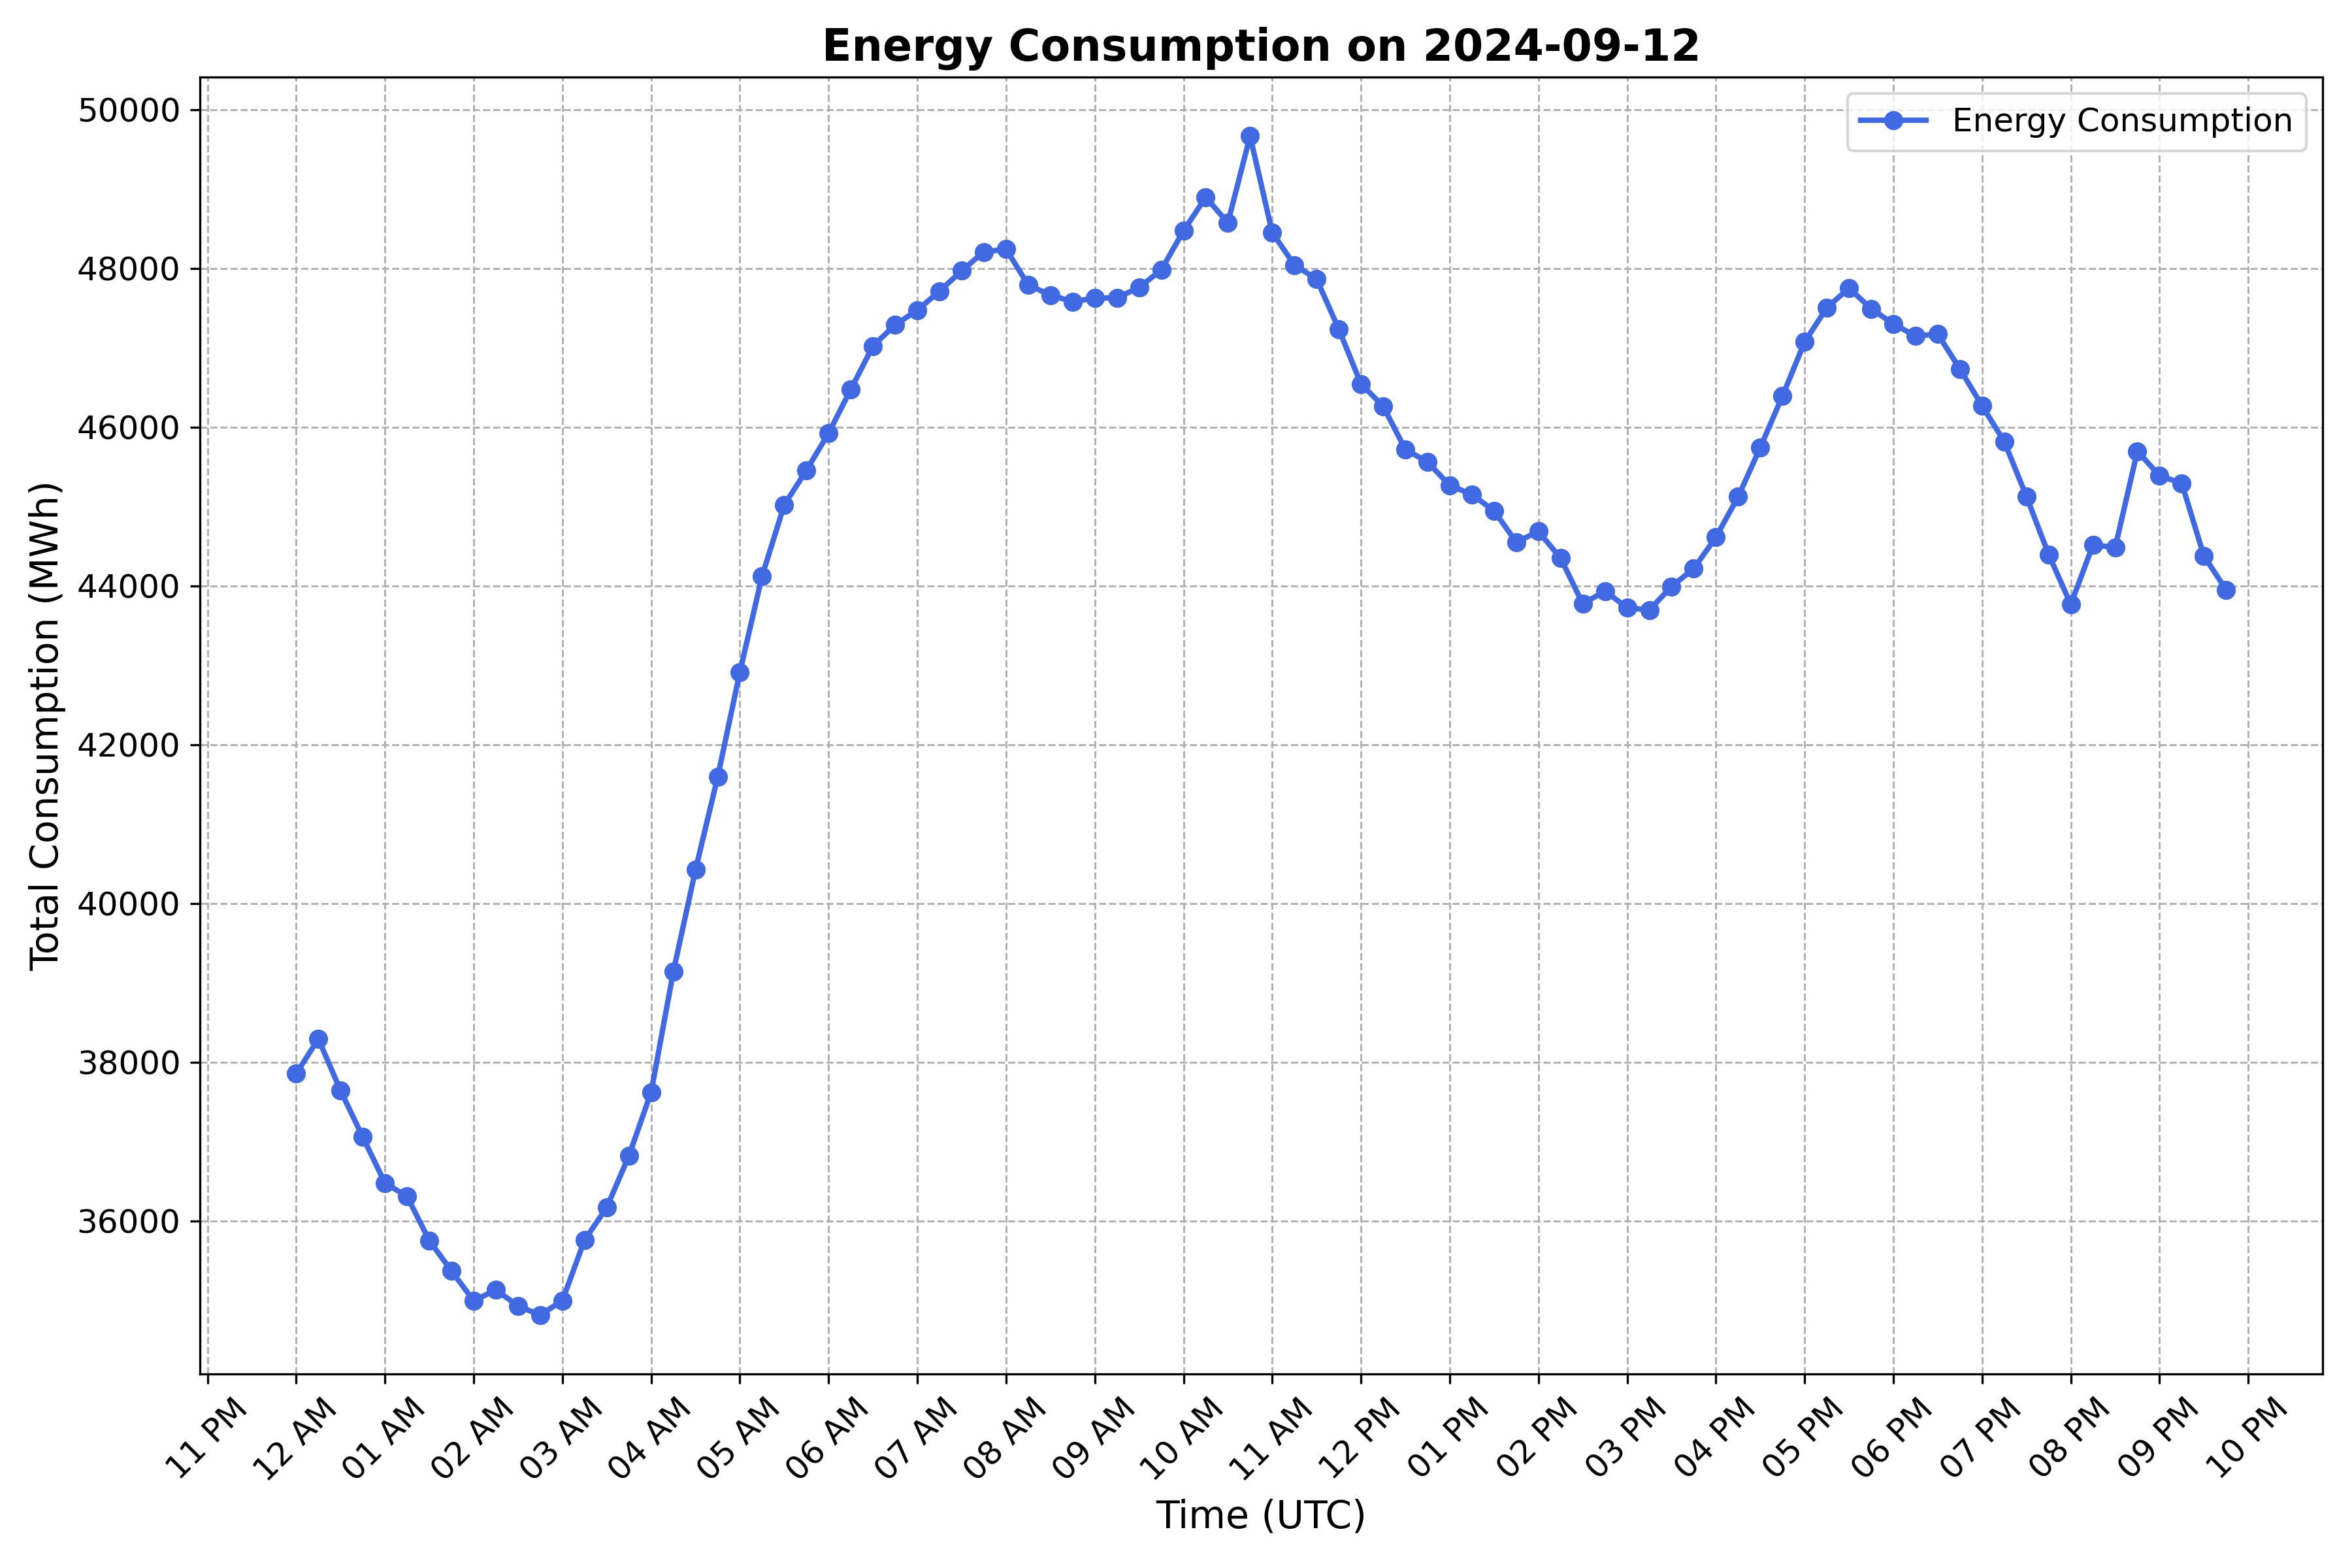 Energy Consumption on 2024-09-12
Energy Consumption
Total Consumption (MWh)
50000
48000
46000
44000
42000
40000
38000
36000
11 PM
12 AM
01 AM
02 AM
03 AM
04 AM
05 AM
06 AM
07 AM
08 AM
09 AM
10 AM
11 AM
12 PM
01 PM
02 PM
03 PM
04 PM
05 PM
06 PM
07 PM
08 PM
09 PM
10 PM
Time (UTC)